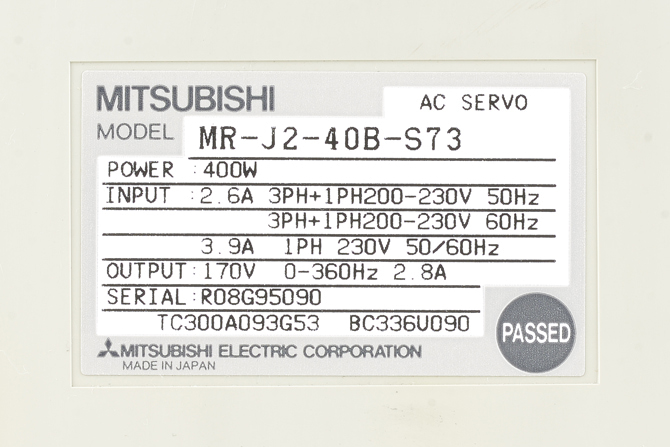 MITSUBISHI
AC SERVO
MODEL MR-J2-40B-S73
POWER :400W
INPUT :2.6A 3PH+1PH200-230V 50Hz
3PH+1PH200-230V 60Hz
3.9A 1PH 230V 50/60Hz
OUTPUT:170V 0-360Hz 2.8A
SERIAL:R08G95090
TC300A093G53 BC336U090
PASSED
MITSUBISHI ELECTRIC CORPORATION
MADE IN JAPAN